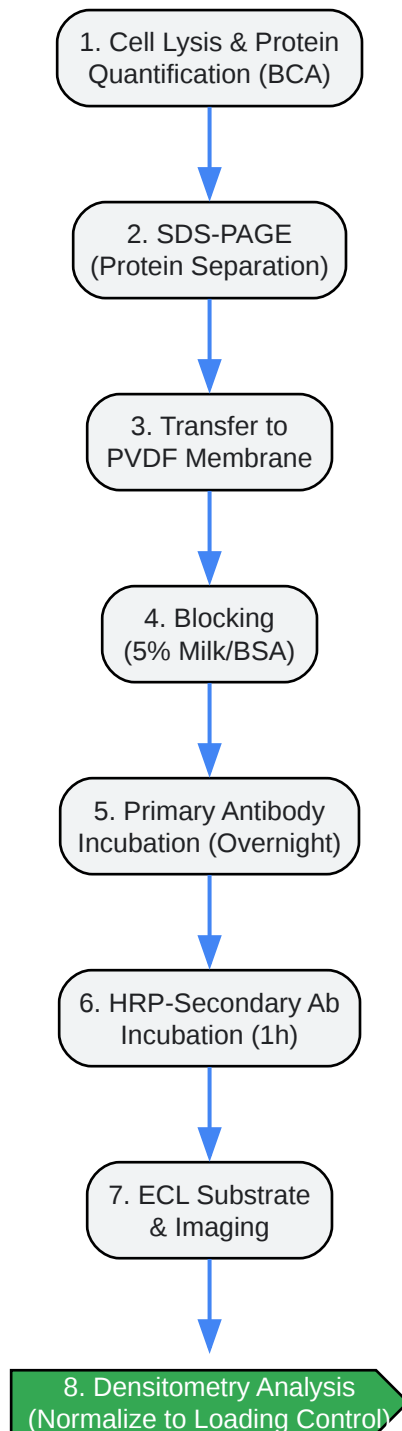 1. Cell Lysis & Protein
Quantification (BCA)
2. SDS-PAGE
(Protein Separation)
3. Transfer to
PVDF Membrane
4. Blocking
(5% Milk/BSA)
5. Primary Antibody
Incubation (Overnight)
6. HRP-Secondary Ab
Incubation (1h)
7. ECL Substrate
& Imaging
8. Densitometry Analysis
(Normalize to Loading Control)